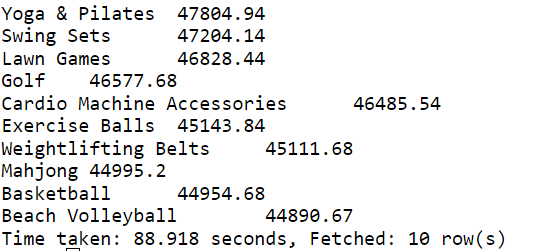 Yoga & Pilates 47804.94
Swing Sets 47204.14
Lawn Games 46828.44
Golf 46577.68
Cardio Machine Accessories 46485.54
Exercise Balls 45143.84
Weightlifting Belts 45111.68
Mahjong 44995.2
Basketball 44954.68
Beach Volleyball 44890.67
Time taken: 88.918 seconds, Fetched: 10 row(s)